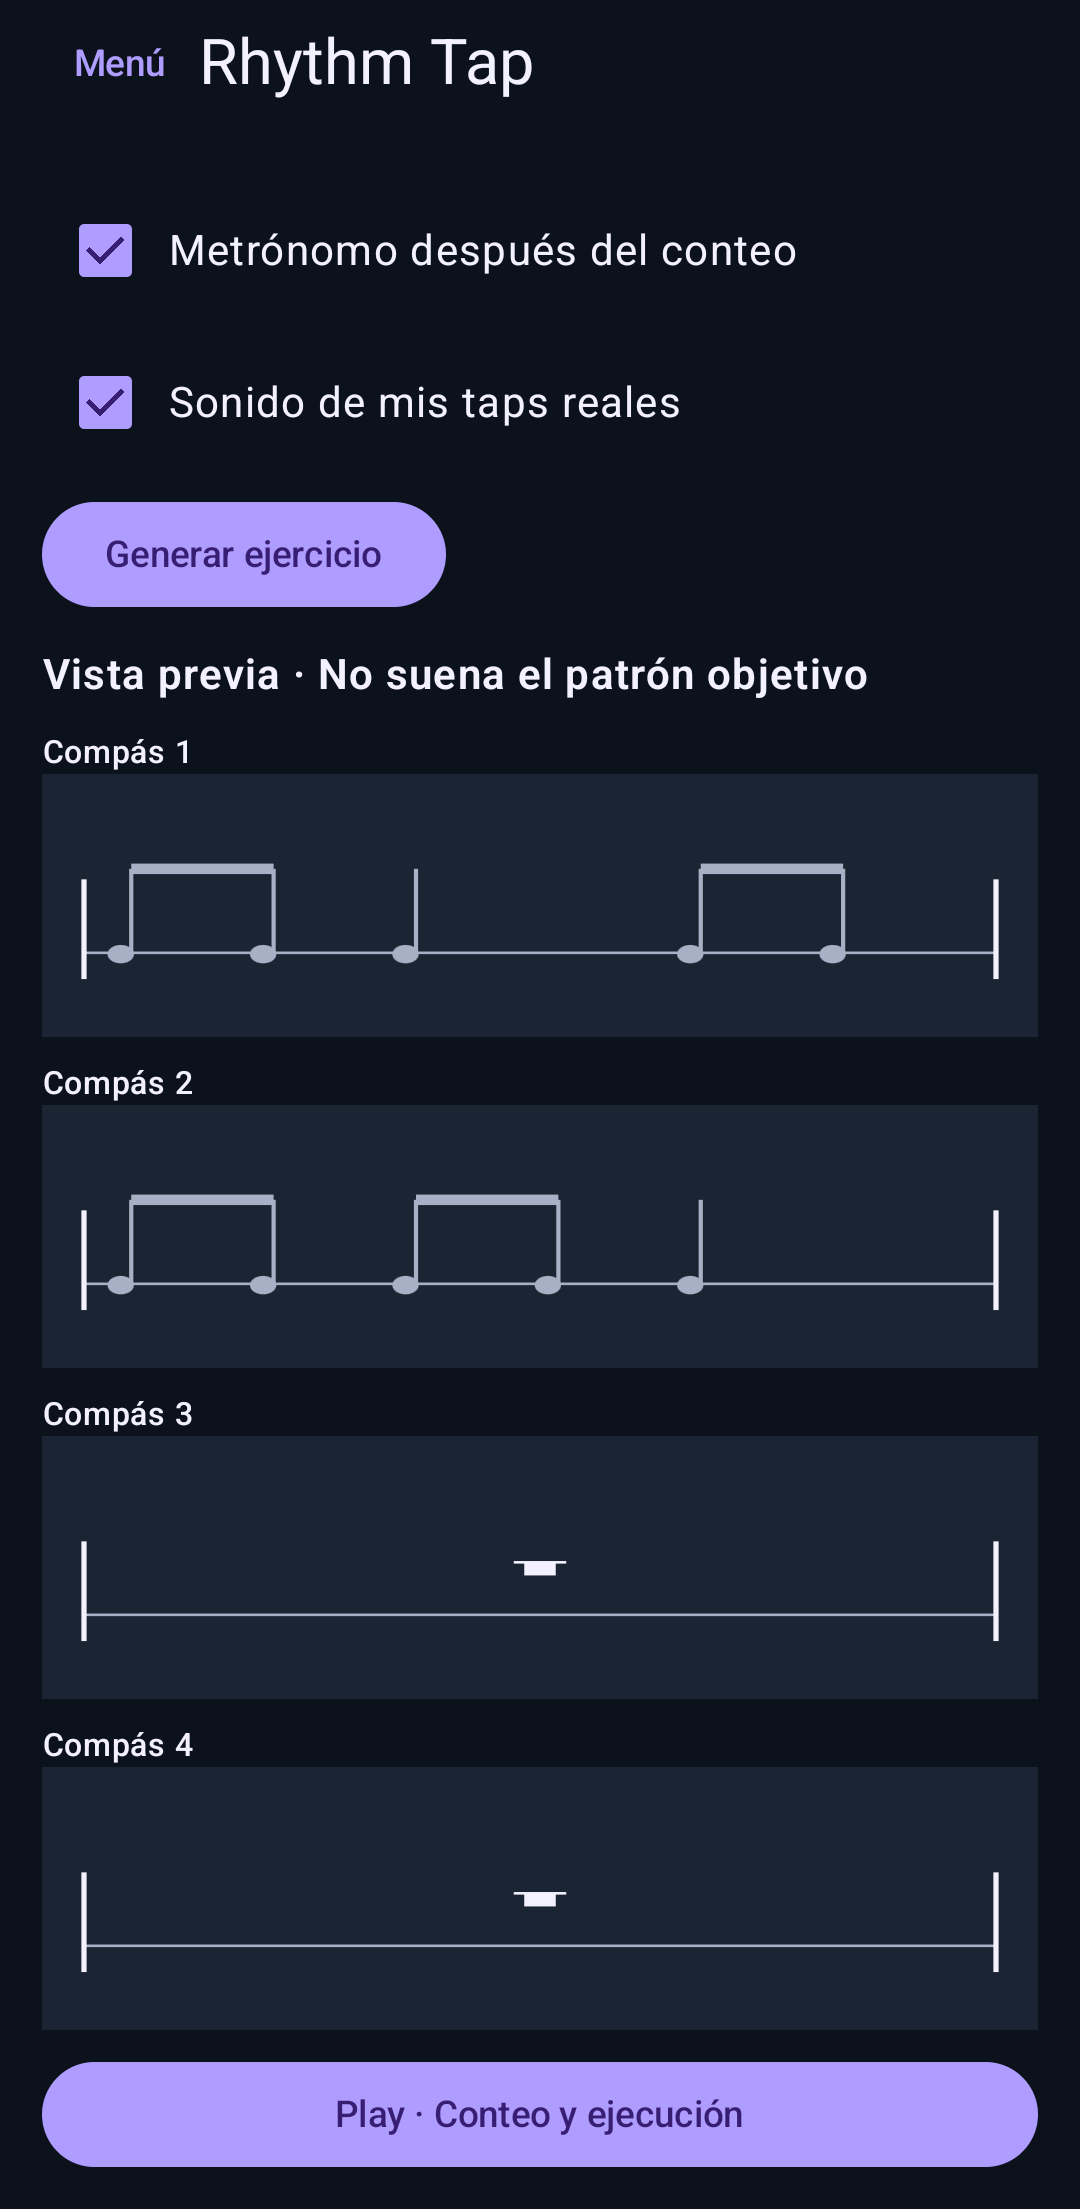 Menú Rhythm Tap
Metrónomo después del conteo
Sonido de mis taps reales
Generar ejercicio
Vista previa · No suena el patrón objetivo
Compás 1
Compás 2
Compás 3
Compás 4
Play · Conteo y ejecución